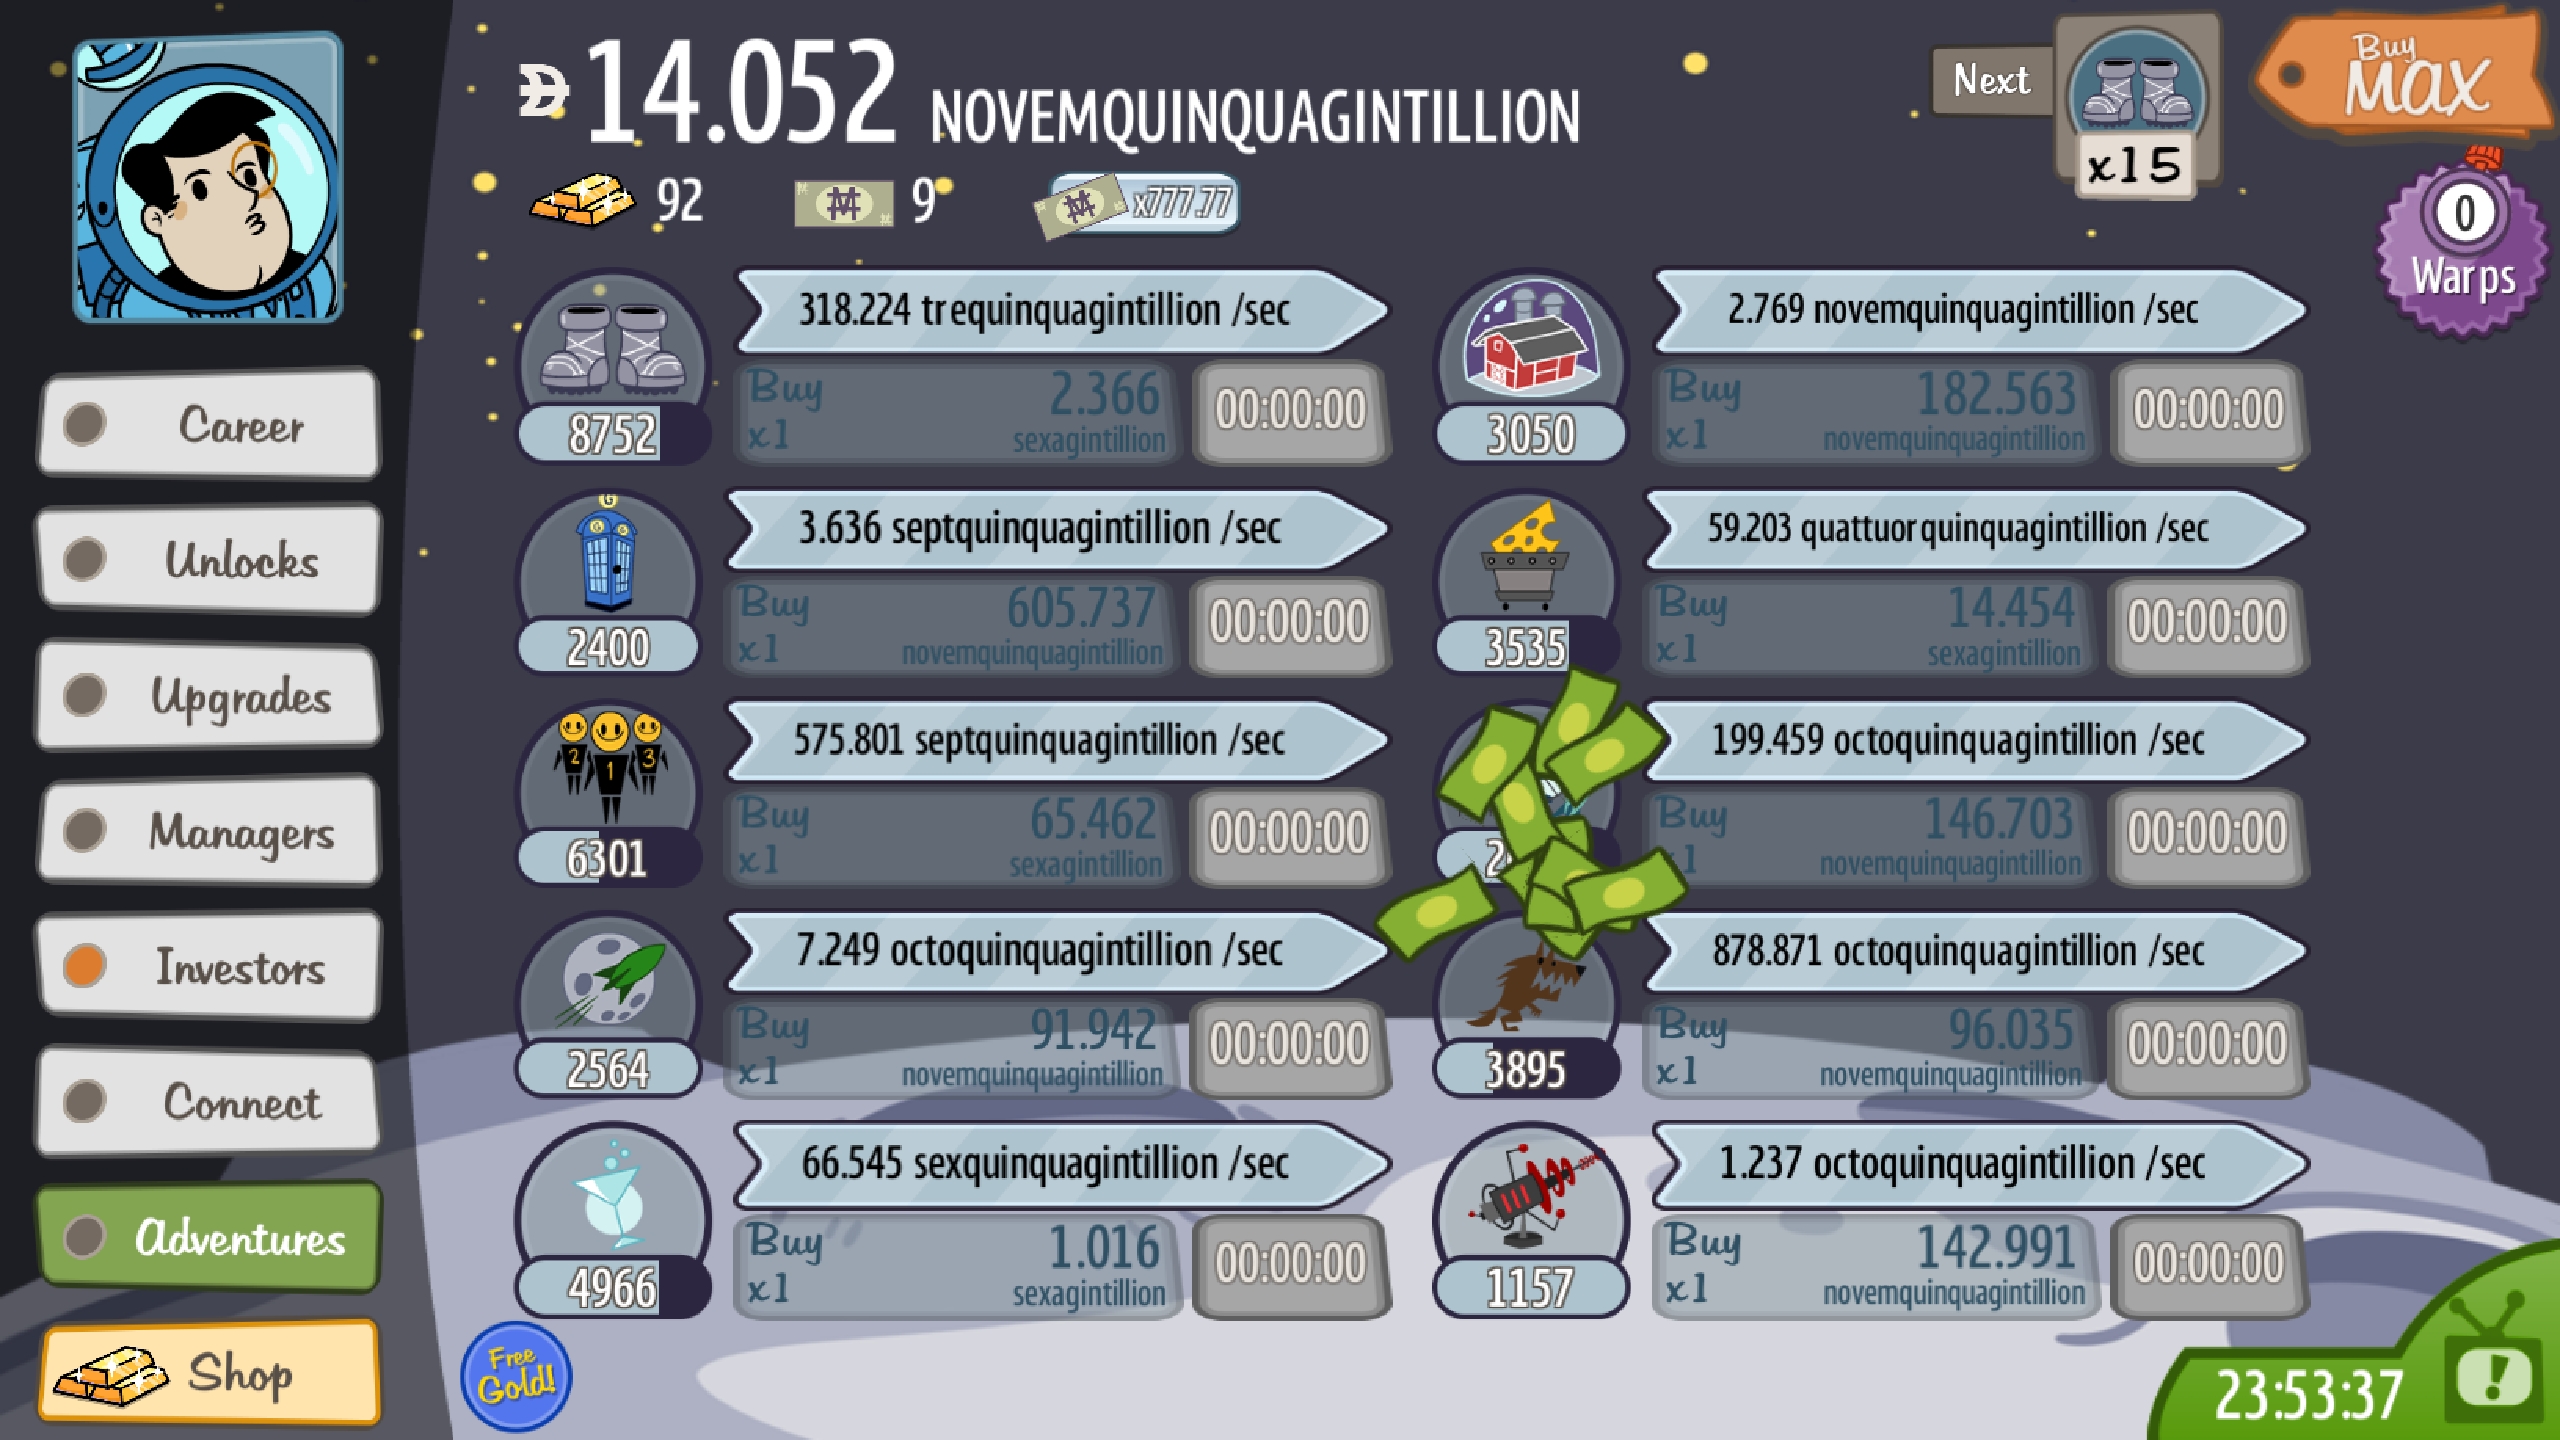 14.052 NOVEMQUINQUAGINTILLION
Next
x15
Buy
MAX
92
9
x777.77
0
Warps
Career
Unlocks
Upgrades
Managers
Investors
Connect
Adventures
Shop
318.224 trequinquagintillion /sec
8752
Buy
x1
2.366
sexagintillion
00:00:00
2.769 novemquinquagintillion /sec
3050
Buy
x1
182.563
novemquinquagintillion
00:00:00
3.636 septquinquagintillion /sec
2400
Buy
x1
605.737
novemquinquagintillion
00:00:00
59.203 quattuorquinquagintillion /sec
3535
Buy
x1
14.454
sexagintillion
00:00:00
2 1 3
575.801 septquinquagintillion /sec
6301
Buy
x1
65.462
sexagintillion
00:00:00
199.459 octoquinquagintillion /sec
Buy
146.703
novemquinquagintillion
00:00:00
7.249 octoquinquagintillion /sec
2564
Buy
x1
91.942
novemquinquagintillion
00:00:00
878.871 octoquinquagintillion /sec
3895
Buy
x1
96.035
novemquinquagintillion
00:00:00
66.545 sexquinquagintillion /sec
4966
Buy
x1
1.016
sexagintillion
00:00:00
1.237 octoquinquagintillion /sec
1157
Buy
x1
142.991
novemquinquagintillion
00:00:00
Free
Gold!
23:53:37